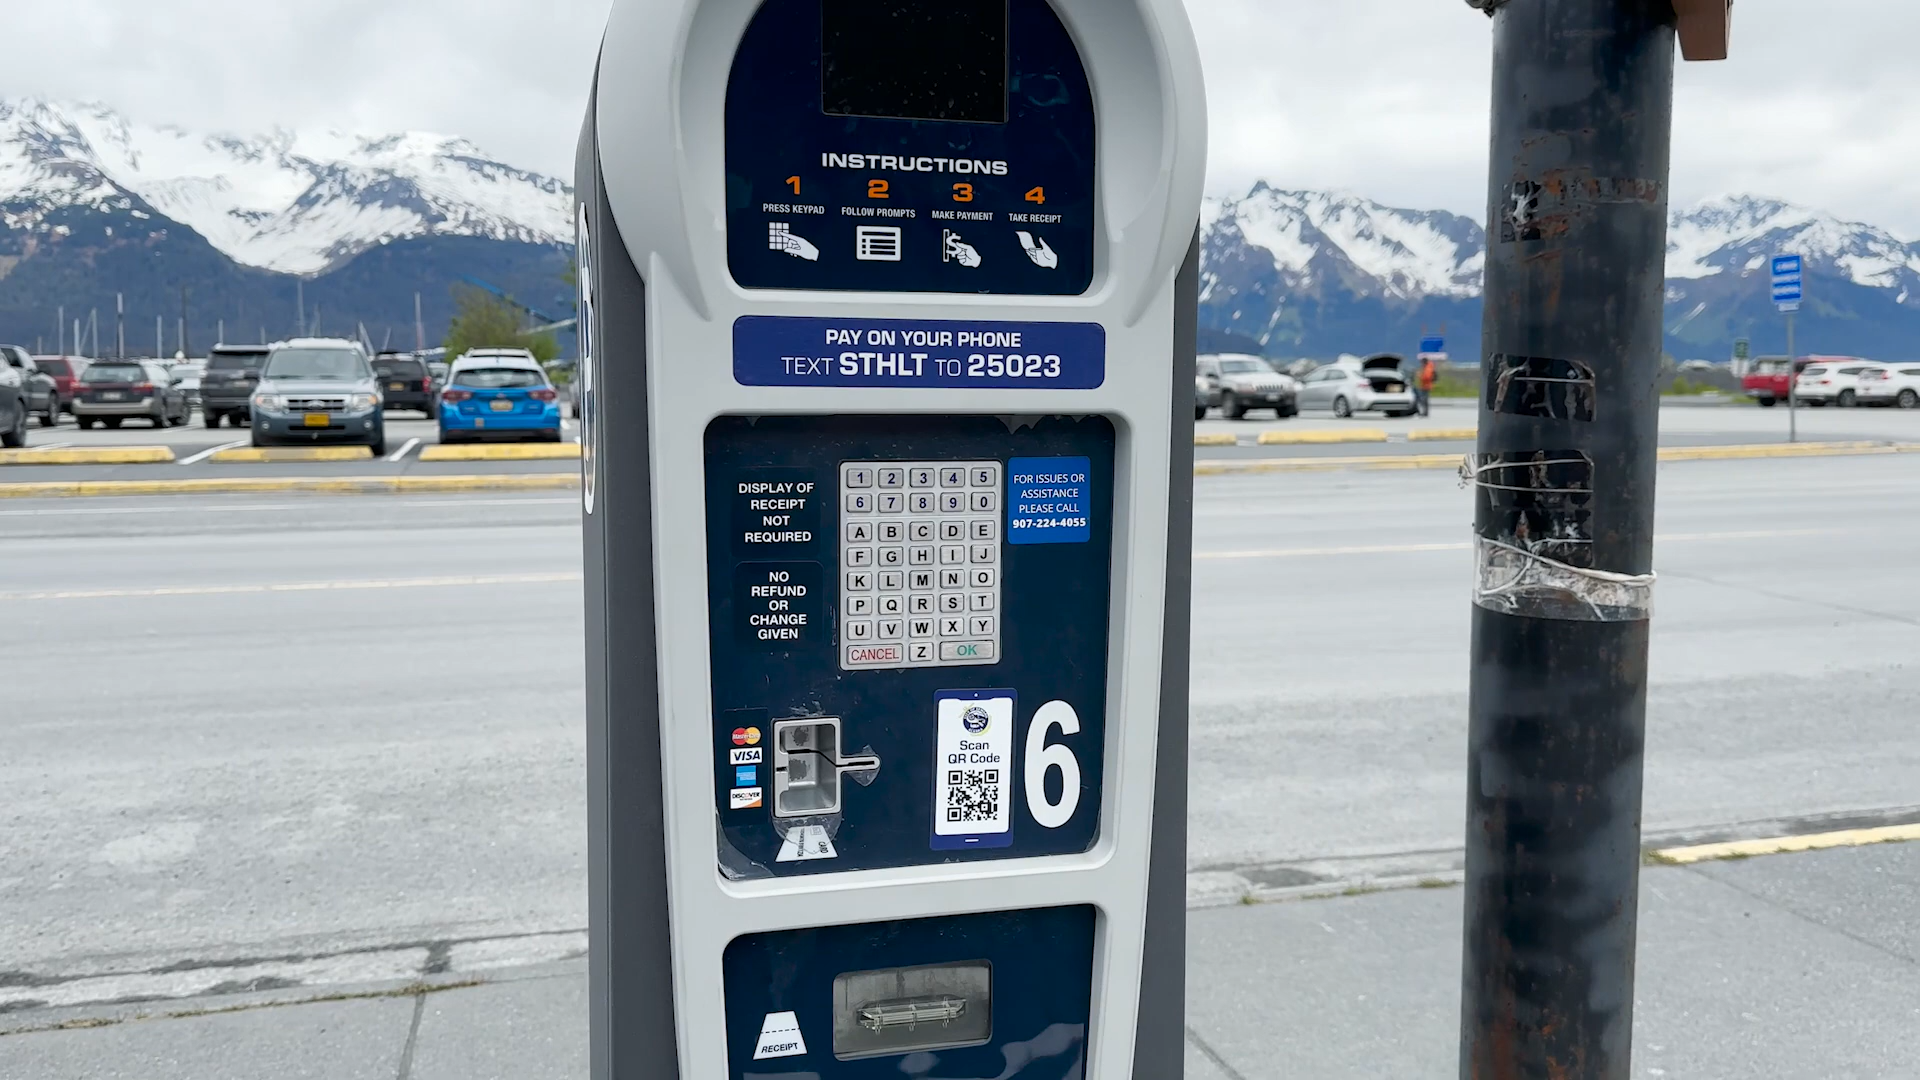 INSTRUCTIONS
1 2 3 4
PRESS KEYPAD FOLLOW PROMPTS MAKE PAYMENT TAKE RECEIPT
PAY ON YOUR PHONE
TEXT STHLT TO 25023
DISPLAY OF
RECEIPT
NOT
REQUIRED
NO
REFUND
OR
CHANGE
GIVEN
1 2 3 4 5
6 7 8 9 0
A B C D E
F G H I J
K L M N O
P Q R S T
U V W X Y
CANCEL Z OK
FOR ISSUES OR
ASSISTANCE
PLEASE CALL
907-224-4055
MasterCard
VISA
DISCOVER
CARD
Scan
QR Code
6
RECEIPT